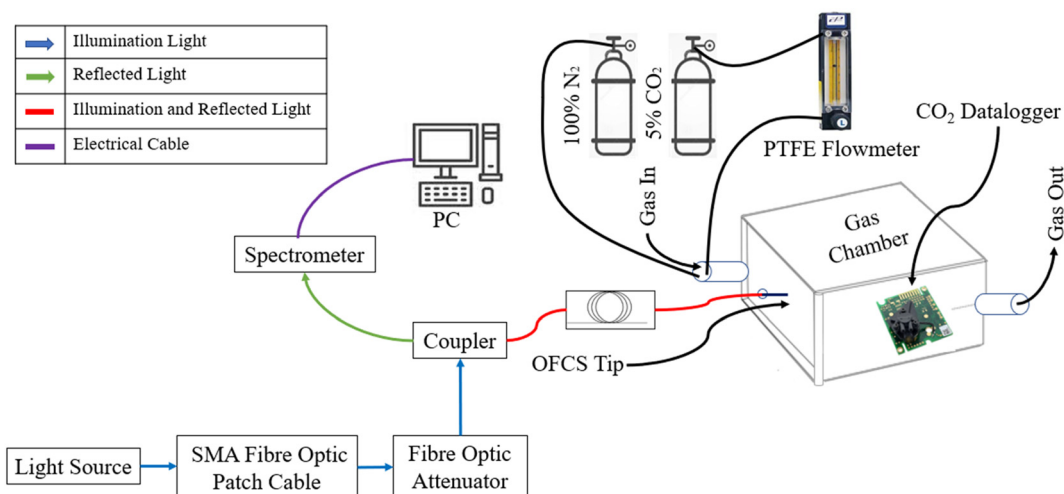 Illumination Light
Reflected Light
Illumination and Reflected Light
Electrical Cable
100% N₂
5% CO₂
PTFE Flowmeter
CO₂ Datalogger
Gas In
Gas Out
Gas
Chamber
PC
Spectrometer
Coupler
OFCS Tip
Light Source
SMA Fibre Optic
Patch Cable
Fibre Optic
Attenuator